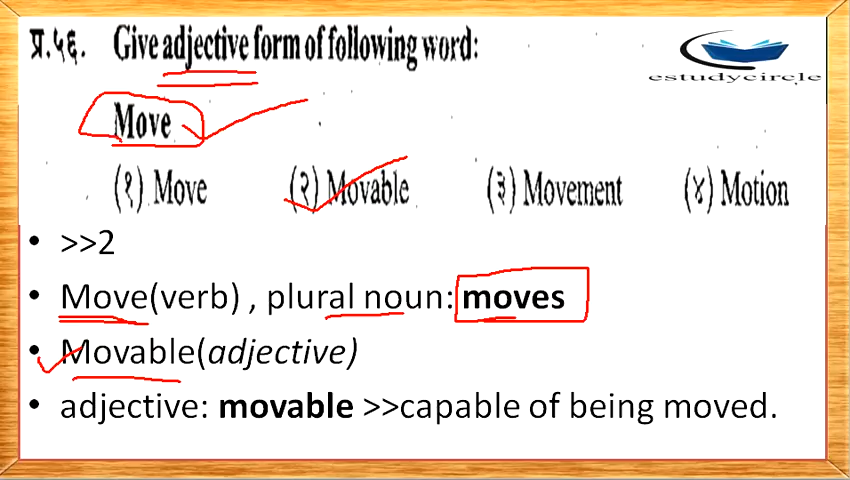 प्र.५६. Give adjective form of following word:
estudycircle
Move
(१) Move (२) Movable (३) Movement (४) Motion
• >>2
• Move(verb) , plural noun: moves
• Movable(adjective)
• adjective: movable >>capable of being moved.